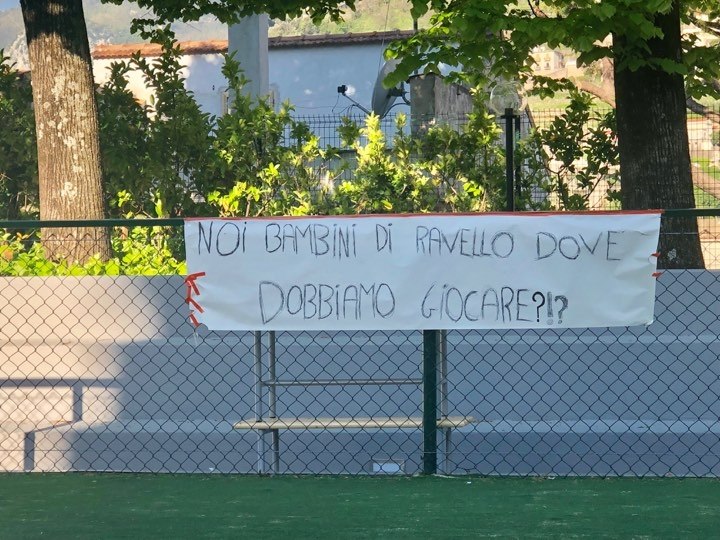 NOI BAMBINI DI RAVELLO DOVE
DOBBIAMO GIOCARE?!?